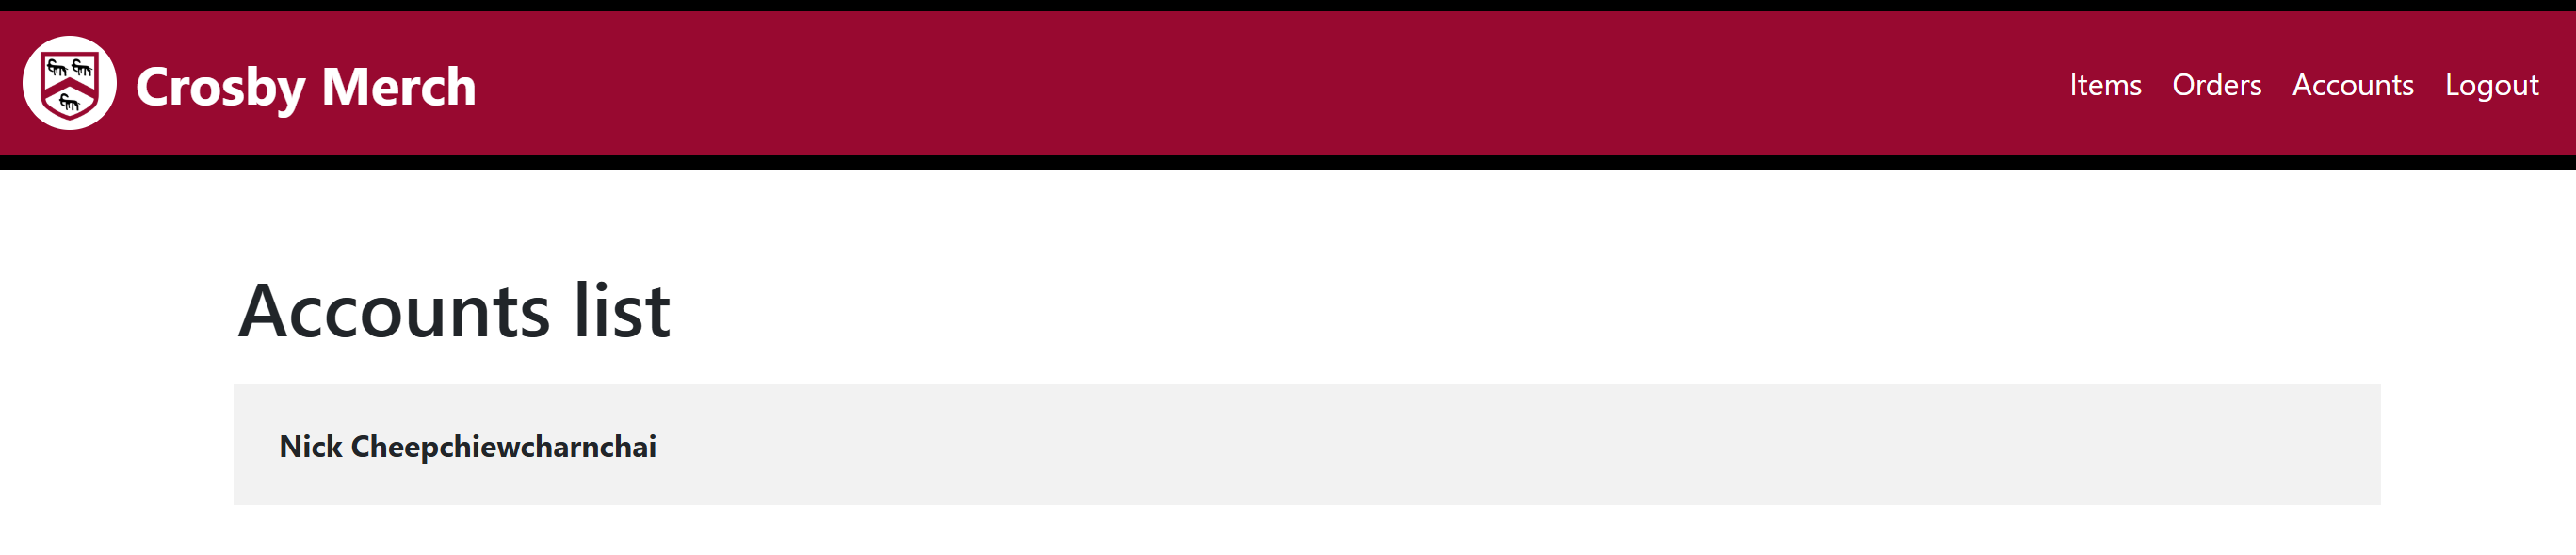 Crosby Merch
Items Orders Accounts Logout
Accounts list
Nick Cheepchiewcharnchai